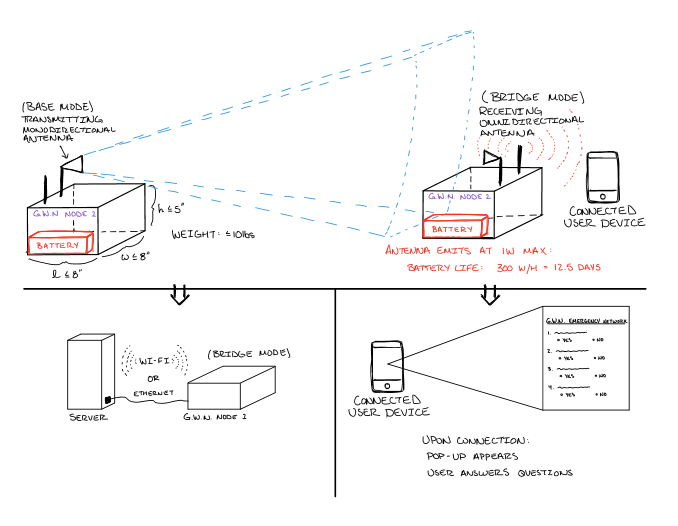 (BASE MODE)
TRANSMITTING
MONODIRECTIONAL
ANTENNA
G.W.N NODE 2
BATTERY
h ≤ 5"
w ≤ 8"
l ≤ 8"
WEIGHT: ≤10lbs
(BRIDGE MODE)
RECEIVING
OMNIDIRECTIONAL
ANTENNA
G.W.N NODE 2
BATTERY
CONNECTED
USER DEVICE
ANTENNA EMITS AT 1W MAX:
BATTERY LIFE: 300 W/H = 12.5 DAYS
WI-FI
OR
ETHERNET
(BRIDGE MODE)
SERVER
G.W.N. NODE 1
CONNECTED
USER DEVICE
G.W.N. EMERGENCY NETWORK
1.
• YES • NO
2.
• YES • NO
3.
• YES • NO
4.
• YES • NO
UPON CONNECTION:
POP-UP APPEARS
USER ANSWERS QUESTIONS